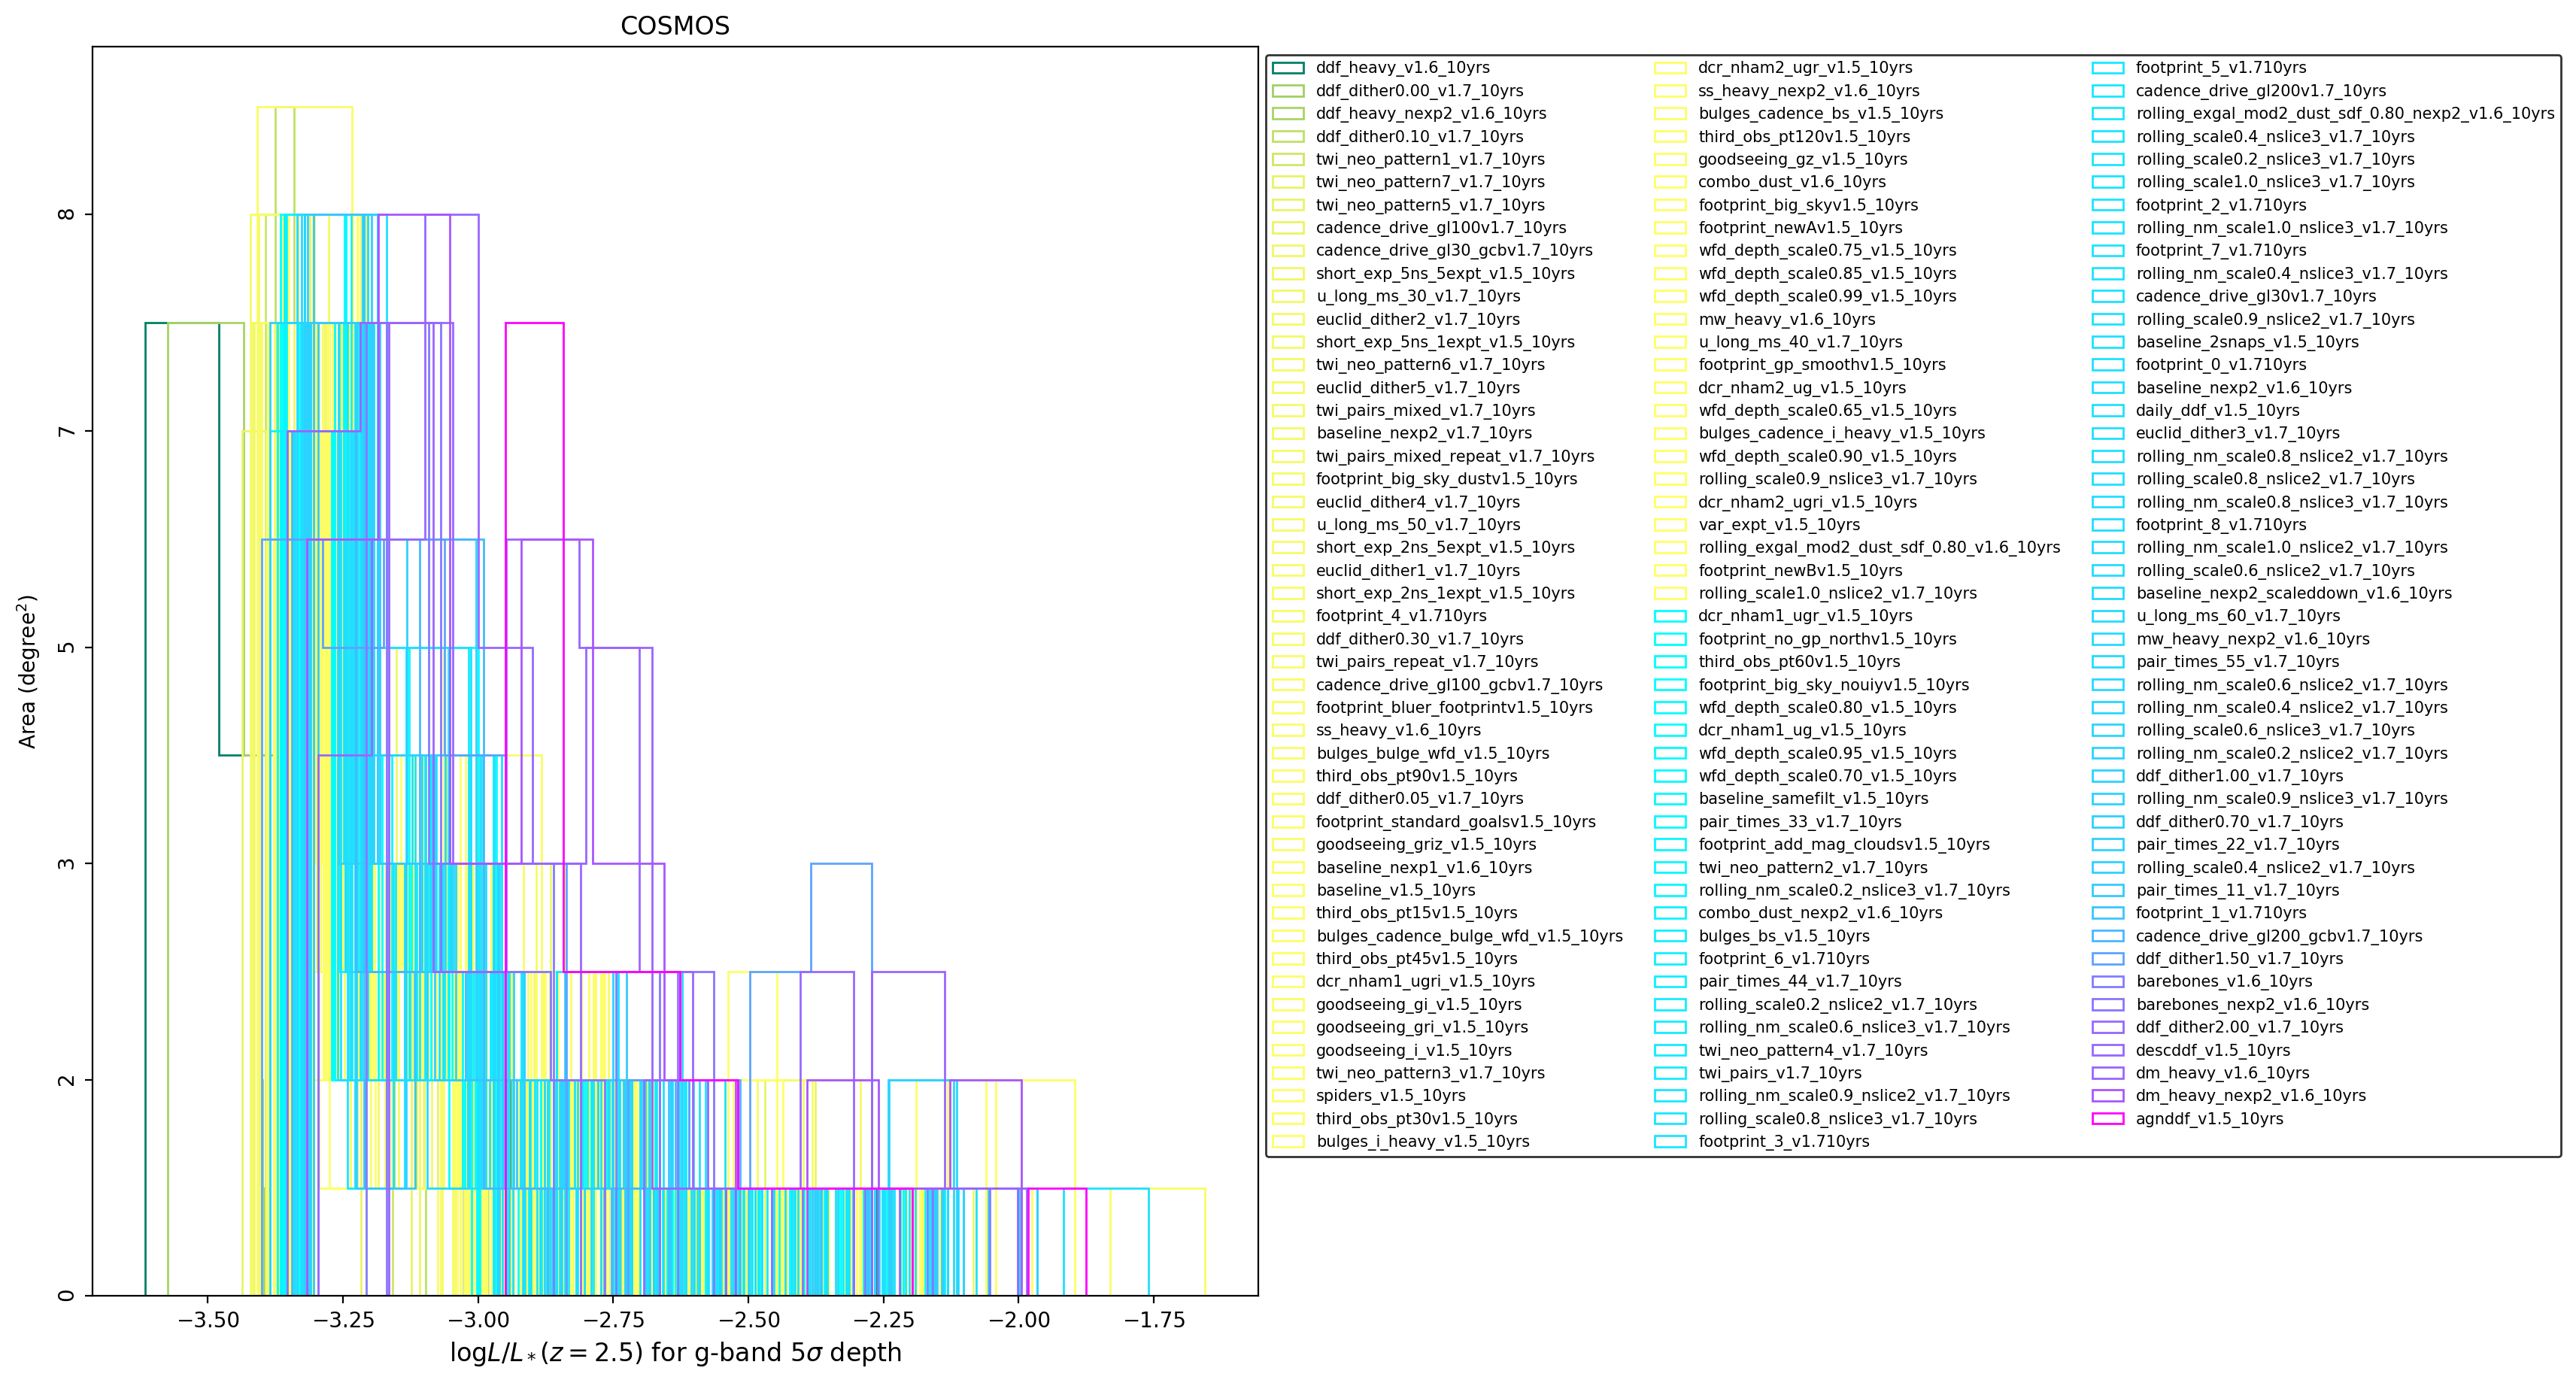 COSMOS
Area (degree²)
8
7
6
5
3
2
0
−3.50 −3.25 −3.00 −2.75 −2.50 −2.25 −2.00 −1.75
logL/L*(z = 2.5) for g-band 5σ depth
ddf_heavy_v1.6_10yrs
ddf_dither0.00_v1.7_10yrs
ddf_heavy_nexp2_v1.6_10yrs
ddf_dither0.10_v1.7_10yrs
twi_neo_pattern1_v1.7_10yrs
twi_neo_pattern7_v1.7_10yrs
twi_neo_pattern5_v1.7_10yrs
cadence_drive_gl100v1.7_10yrs
cadence_drive_gl30_gcbv1.7_10yrs
short_exp_5ns_5expt_v1.5_10yrs
u_long_ms_30_v1.7_10yrs
euclid_dither2_v1.7_10yrs
short_exp_5ns_1expt_v1.5_10yrs
twi_neo_pattern6_v1.7_10yrs
euclid_dither5_v1.7_10yrs
twi_pairs_mixed_v1.7_10yrs
baseline_nexp2_v1.7_10yrs
twi_pairs_mixed_repeat_v1.7_10yrs
footprint_big_sky_dustv1.5_10yrs
euclid_dither4_v1.7_10yrs
u_long_ms_50_v1.7_10yrs
short_exp_2ns_5expt_v1.5_10yrs
euclid_dither1_v1.7_10yrs
short_exp_2ns_1expt_v1.5_10yrs
footprint_4_v1.710yrs
ddf_dither0.30_v1.7_10yrs
twi_pairs_repeat_v1.7_10yrs
cadence_drive_gl100_gcbv1.7_10yrs
footprint_bluer_footprintv1.5_10yrs
ss_heavy_v1.6_10yrs
bulges_bulge_wfd_v1.5_10yrs
third_obs_pt90v1.5_10yrs
ddf_dither0.05_v1.7_10yrs
footprint_standard_goalsv1.5_10yrs
goodseeing_griz_v1.5_10yrs
baseline_nexp1_v1.6_10yrs
baseline_v1.5_10yrs
third_obs_pt15v1.5_10yrs
bulges_cadence_bulge_wfd_v1.5_10yrs
third_obs_pt45v1.5_10yrs
dcr_nham1_ugri_v1.5_10yrs
goodseeing_gi_v1.5_10yrs
goodseeing_gri_v1.5_10yrs
goodseeing_i_v1.5_10yrs
twi_neo_pattern3_v1.7_10yrs
spiders_v1.5_10yrs
third_obs_pt30v1.5_10yrs
bulges_i_heavy_v1.5_10yrs
dcr_nham2_ugr_v1.5_10yrs
ss_heavy_nexp2_v1.6_10yrs
bulges_cadence_bs_v1.5_10yrs
third_obs_pt120v1.5_10yrs
goodseeing_gz_v1.5_10yrs
combo_dust_v1.6_10yrs
footprint_big_skyv1.5_10yrs
footprint_newAv1.5_10yrs
wfd_depth_scale0.75_v1.5_10yrs
wfd_depth_scale0.85_v1.5_10yrs
wfd_depth_scale0.99_v1.5_10yrs
mw_heavy_v1.6_10yrs
u_long_ms_40_v1.7_10yrs
footprint_gp_smoothv1.5_10yrs
dcr_nham2_ug_v1.5_10yrs
wfd_depth_scale0.65_v1.5_10yrs
bulges_cadence_i_heavy_v1.5_10yrs
wfd_depth_scale0.90_v1.5_10yrs
rolling_scale0.9_nslice3_v1.7_10yrs
dcr_nham2_ugri_v1.5_10yrs
var_expt_v1.5_10yrs
rolling_exgal_mod2_dust_sdf_0.80_v1.6_10yrs
footprint_newBv1.5_10yrs
rolling_scale1.0_nslice2_v1.7_10yrs
dcr_nham1_ugr_v1.5_10yrs
footprint_no_gp_northv1.5_10yrs
third_obs_pt60v1.5_10yrs
footprint_big_sky_nouiyv1.5_10yrs
wfd_depth_scale0.80_v1.5_10yrs
dcr_nham1_ug_v1.5_10yrs
wfd_depth_scale0.95_v1.5_10yrs
wfd_depth_scale0.70_v1.5_10yrs
baseline_samefilt_v1.5_10yrs
pair_times_33_v1.7_10yrs
footprint_add_mag_cloudsv1.5_10yrs
twi_neo_pattern2_v1.7_10yrs
rolling_nm_scale0.2_nslice3_v1.7_10yrs
combo_dust_nexp2_v1.6_10yrs
bulges_bs_v1.5_10yrs
footprint_6_v1.710yrs
pair_times_44_v1.7_10yrs
rolling_scale0.2_nslice2_v1.7_10yrs
rolling_nm_scale0.6_nslice3_v1.7_10yrs
twi_neo_pattern4_v1.7_10yrs
twi_pairs_v1.7_10yrs
rolling_nm_scale0.9_nslice2_v1.7_10yrs
rolling_scale0.8_nslice3_v1.7_10yrs
footprint_3_v1.710yrs
footprint_5_v1.710yrs
cadence_drive_gl200v1.7_10yrs
rolling_exgal_mod2_dust_sdf_0.80_nexp2_v1.6_10yrs
rolling_scale0.4_nslice3_v1.7_10yrs
rolling_scale0.2_nslice3_v1.7_10yrs
rolling_scale1.0_nslice3_v1.7_10yrs
footprint_2_v1.710yrs
rolling_nm_scale1.0_nslice3_v1.7_10yrs
footprint_7_v1.710yrs
rolling_nm_scale0.4_nslice3_v1.7_10yrs
cadence_drive_gl30v1.7_10yrs
rolling_scale0.9_nslice2_v1.7_10yrs
baseline_2snaps_v1.5_10yrs
footprint_0_v1.710yrs
baseline_nexp2_v1.6_10yrs
daily_ddf_v1.5_10yrs
euclid_dither3_v1.7_10yrs
rolling_nm_scale0.8_nslice2_v1.7_10yrs
rolling_scale0.8_nslice2_v1.7_10yrs
rolling_nm_scale0.8_nslice3_v1.7_10yrs
footprint_8_v1.710yrs
rolling_nm_scale1.0_nslice2_v1.7_10yrs
rolling_scale0.6_nslice2_v1.7_10yrs
baseline_nexp2_scaleddown_v1.6_10yrs
u_long_ms_60_v1.7_10yrs
mw_heavy_nexp2_v1.6_10yrs
pair_times_55_v1.7_10yrs
rolling_nm_scale0.6_nslice2_v1.7_10yrs
rolling_nm_scale0.4_nslice2_v1.7_10yrs
rolling_scale0.6_nslice3_v1.7_10yrs
rolling_nm_scale0.2_nslice2_v1.7_10yrs
ddf_dither1.00_v1.7_10yrs
rolling_nm_scale0.9_nslice3_v1.7_10yrs
ddf_dither0.70_v1.7_10yrs
pair_times_22_v1.7_10yrs
rolling_scale0.4_nslice2_v1.7_10yrs
pair_times_11_v1.7_10yrs
footprint_1_v1.710yrs
cadence_drive_gl200_gcbv1.7_10yrs
ddf_dither1.50_v1.7_10yrs
barebones_v1.6_10yrs
barebones_nexp2_v1.6_10yrs
ddf_dither2.00_v1.7_10yrs
descddf_v1.5_10yrs
dm_heavy_v1.6_10yrs
dm_heavy_nexp2_v1.6_10yrs
agnddf_v1.5_10yrs